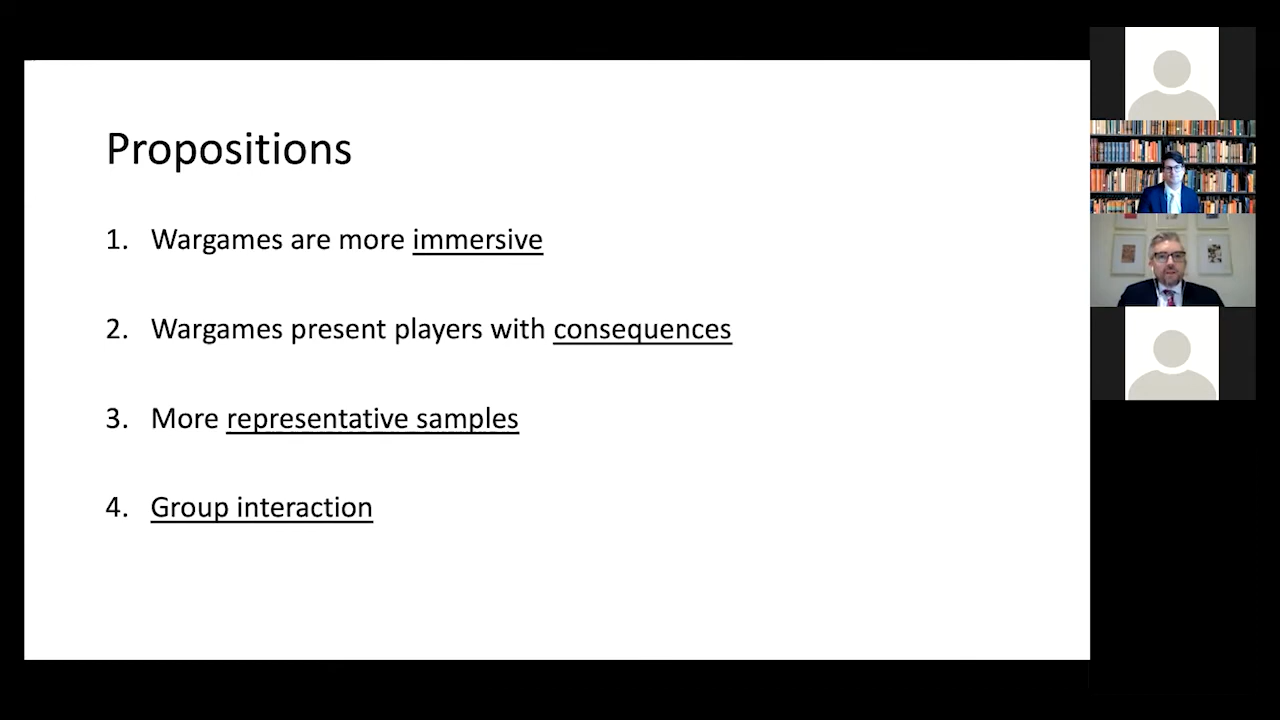 Propositions
1. Wargames are more immersive
2. Wargames present players with consequences
3. More representative samples
4. Group interaction